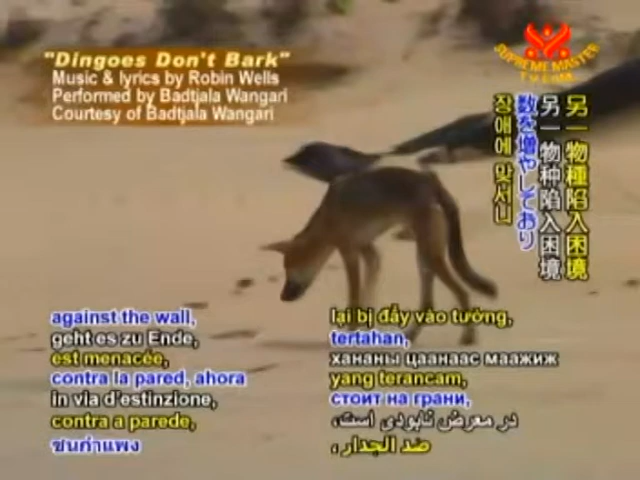 "Dingoes Don't Bark"
Music & lyrics by Robin Wells
Performed by Badtjala Wangari
Courtesy of Badtjala Wangari
SUPREME MASTER
TV.COM
另一物種陷入困境
另一物种陷入困境
数を増やしており
장애에 맞서니
against the wall,
geht es zu Ende,
est menacée,
contra la pared, ahora
in via d'estinzione,
contra a parede,
ชนกำแพง
lại bị đẩy vào tường,
tertahan,
хананы цаанаас маажиж
yang terancam,
стоит на грани,
در معرض نابودی است،
ضد الجدار،